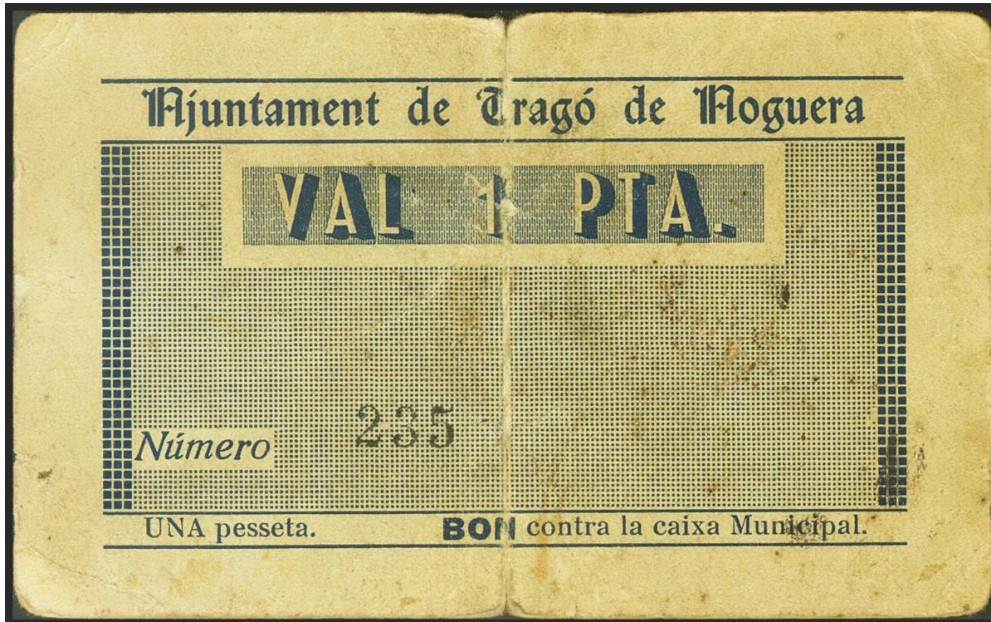 Ajuntament de Tragó de Noguera
VAL 1 PTA.
235
Número
UNA pesseta. BON contra la caixa Municipal.